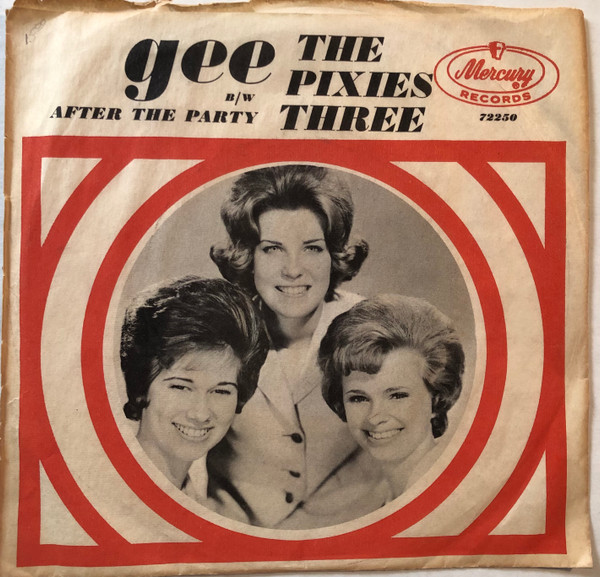 gee
B/W
AFTER THE PARTY
THE
PIXIES
THREE
Mercury
RECORDS
72250